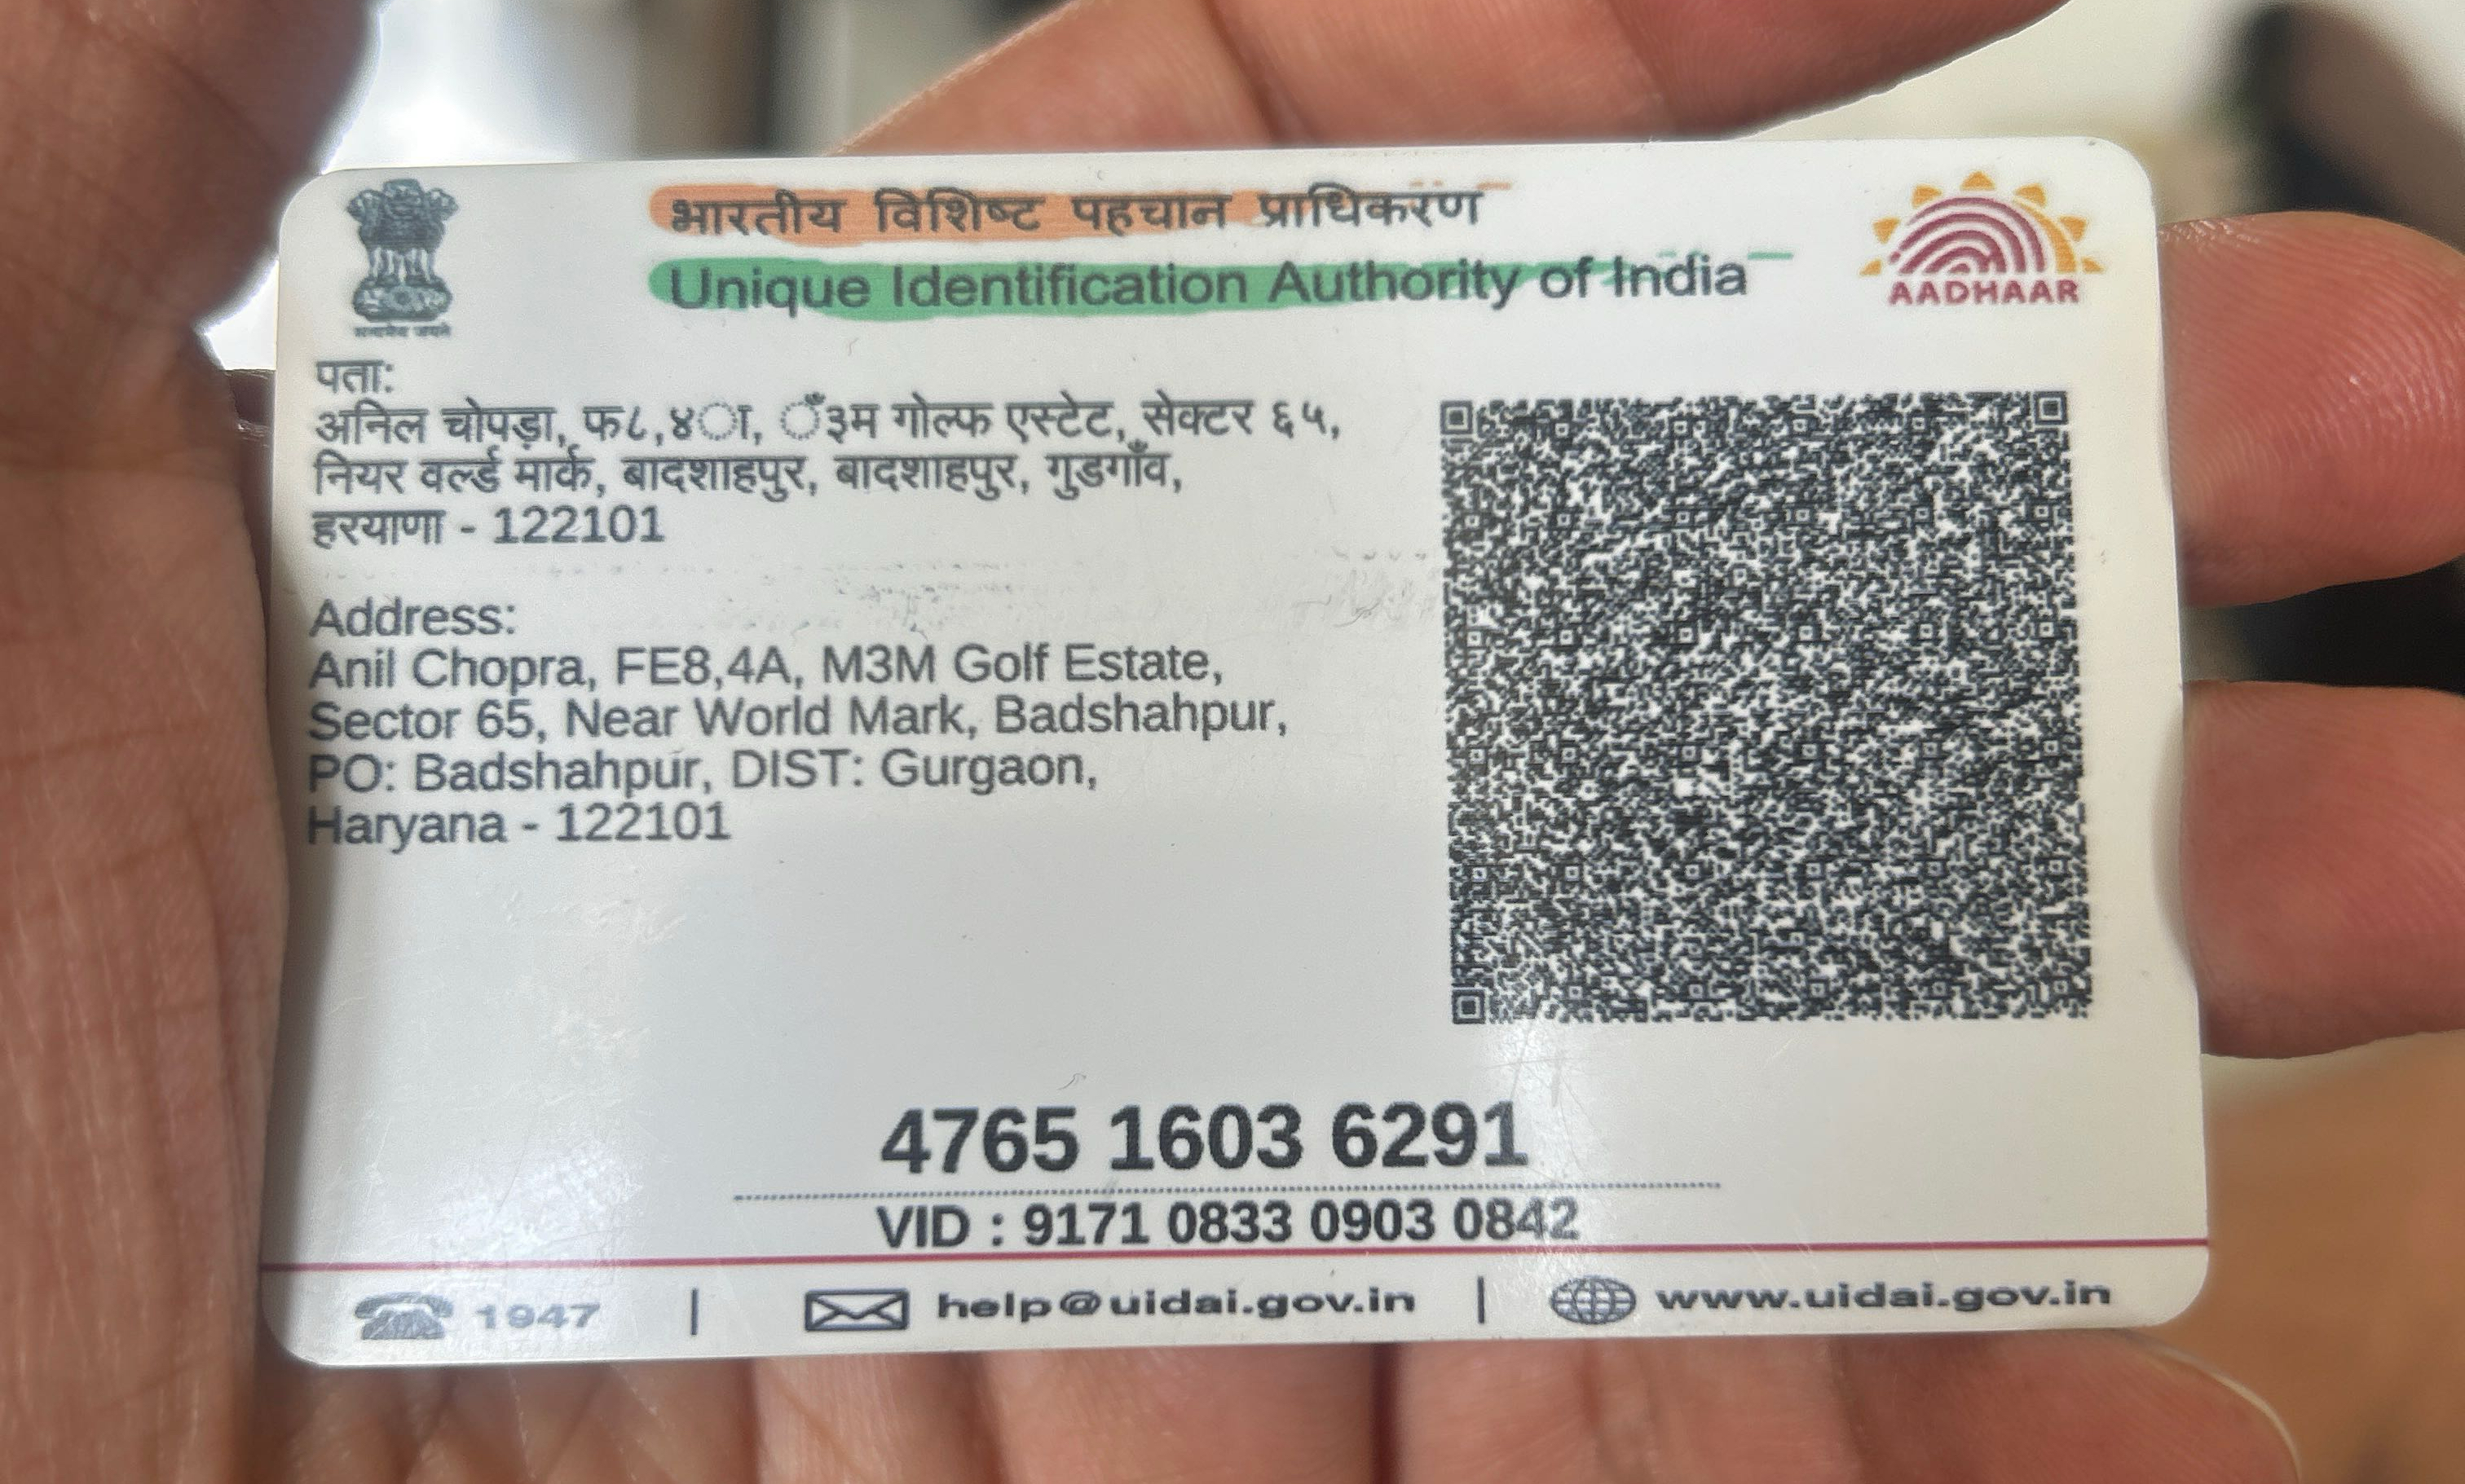 भारतीय विशिष्ट पहचान प्राधिकरण
Unique Identification Authority of India
AADHAAR
सत्यमेव जयते
पता:
अनिल चोपड़ा, फ८,४ा, ँ३म गोल्फ एस्टेट, सेक्टर ६५,
नियर वर्ल्ड मार्क, बादशाहपुर, बादशाहपुर, गुडगाँव,
हरयाणा - 122101
Address:
Anil Chopra, FE8,4A, M3M Golf Estate,
Sector 65, Near World Mark, Badshahpur,
PO: Badshahpur, DIST: Gurgaon,
Haryana - 122101
4765 1603 6291
VID : 9171 0833 0903 0842
1947 | help@uidai.gov.in | www.uidai.gov.in